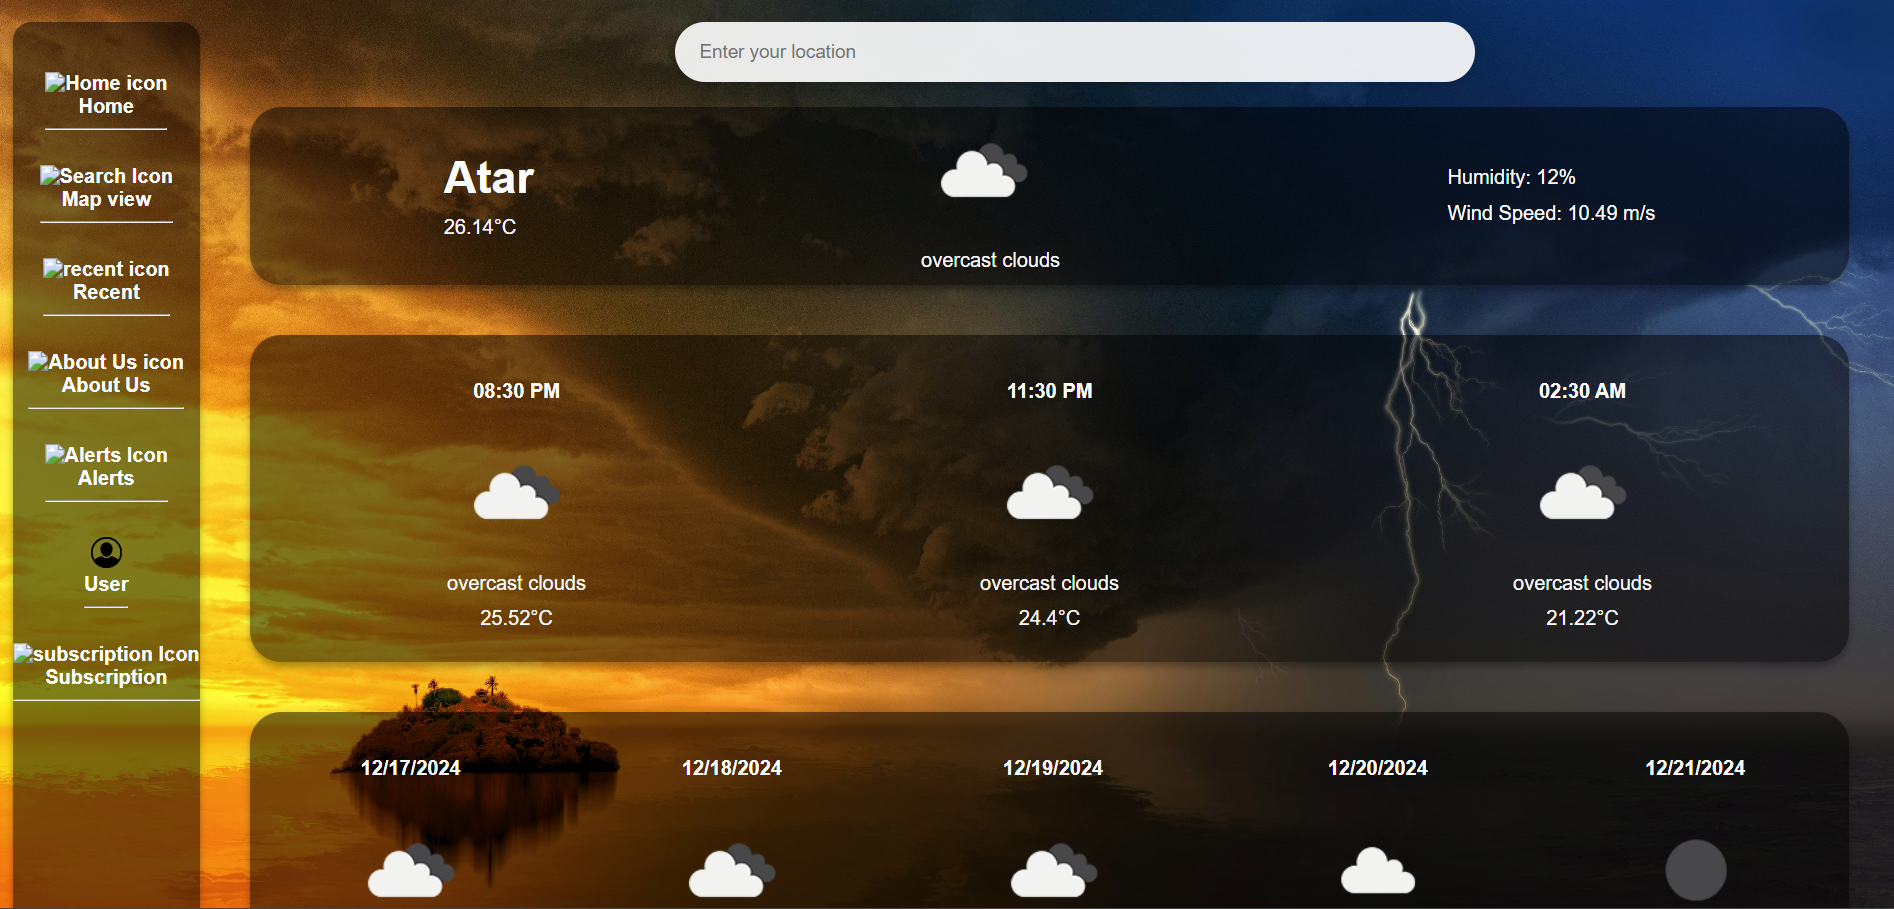 Home icon
Home
Search Icon
Map view
recent icon
Recent
About Us icon
About Us
Alerts Icon
Alerts
User
subscription Icon
Subscription
Enter your location
Atar
26.14°C
overcast clouds
Humidity: 12%
Wind Speed: 10.49 m/s
08:30 PM
overcast clouds
25.52°C
11:30 PM
overcast clouds
24.4°C
02:30 AM
overcast clouds
21.22°C
12/17/2024
12/18/2024
12/19/2024
12/20/2024
12/21/2024